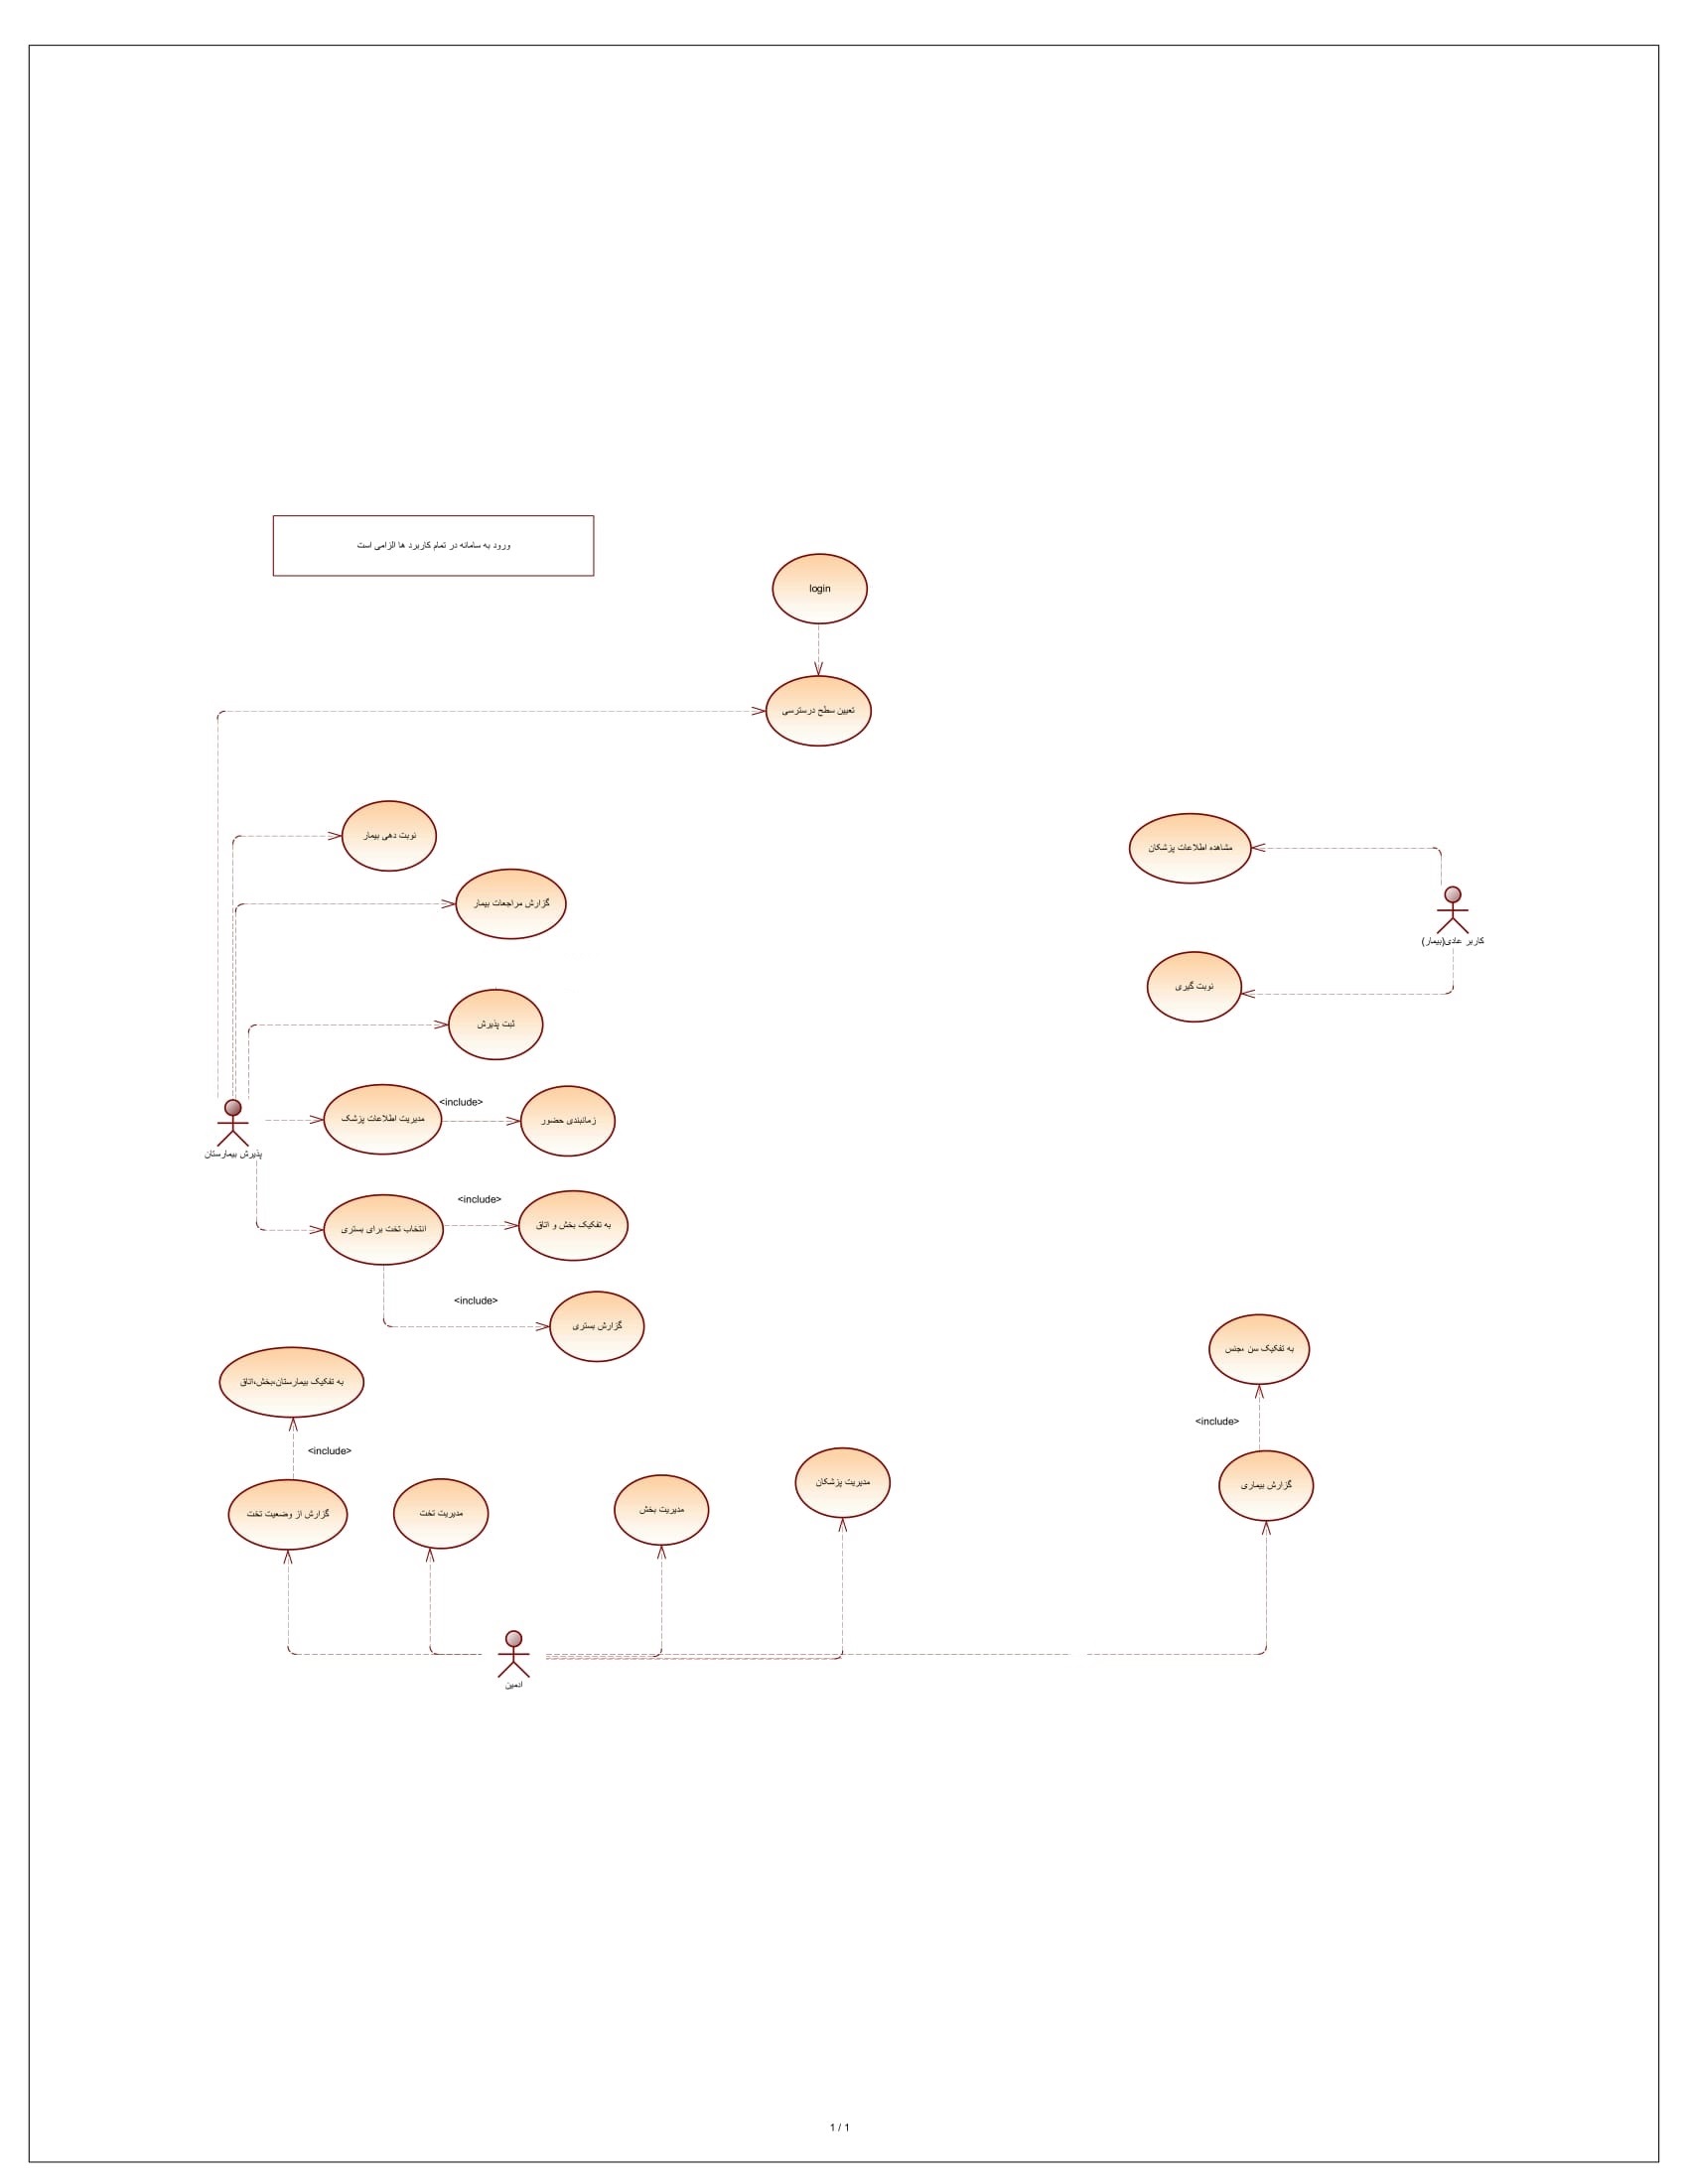 ورود به سامانه در تمام کاربرد ها الزامی است
login
تعیین سطح درسترسی
نوبت دهی بیمار
مشاهده اطلاعات پزشکان
گزارش مراجعات بیمار
کاربر عادی(بیمار)
نوبت گیری
ثبت پذیرش
<include>
مدیریت اطلاعات پزشک
زمانبندی حضور
پذیرش بیمارستان
<include>
انتخاب تخت برای بستری
به تفکیک بخش و اتاق
<include>
گزارش بستری
به تفکیک سن ،جنس
به تفکیک بیمارستان،بخش،اتاق
<include>
<include>
مدیریت پزشکان
گزارش بیماری
مدیریت بخش
مدیریت تخت
گزارش از وضعیت تخت
ادمین
1 / 1